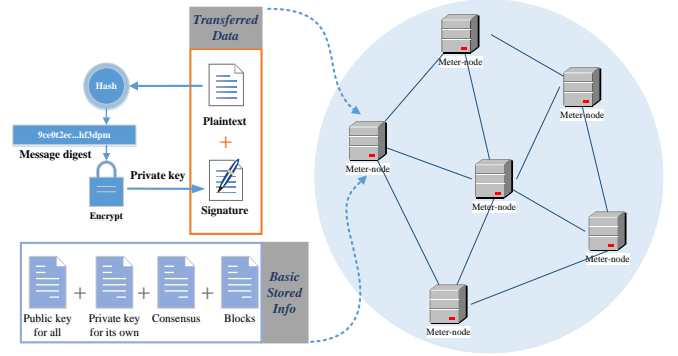 Transferred
Data
Hash
Plaintext
+
9ce0t2ec...hf3dpm
Message digest
Private key
Encrypt
Signature
Public key
for all
+
Private key
for its own
+
Consensus
+
Blocks
Basic
Stored
Info
Meter-node
Meter-node
Meter-node
Meter-node
Meter-node
Meter-node